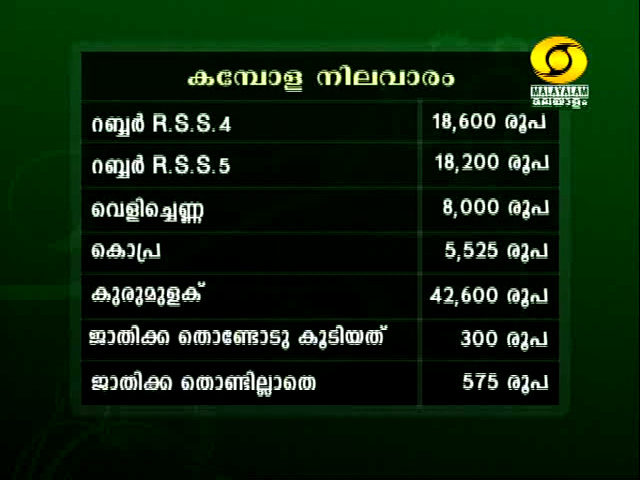 കമ്പോള നിലവാരം
MALAYALAM
മലയാളം
റബ്ബർ R.S.S.4 18,600 രൂപ
റബ്ബർ R.S.S.5 18,200 രൂപ
വെളിച്ചെണ്ണ 8,000 രൂപ
കൊപ്ര 5,525 രൂപ
കുരുമുളക് 42,600 രൂപ
ജാതിക്ക തൊണ്ടോടു കൂടിയത് 300 രൂപ
ജാതിക്ക തൊണ്ടില്ലാതെ 575 രൂപ